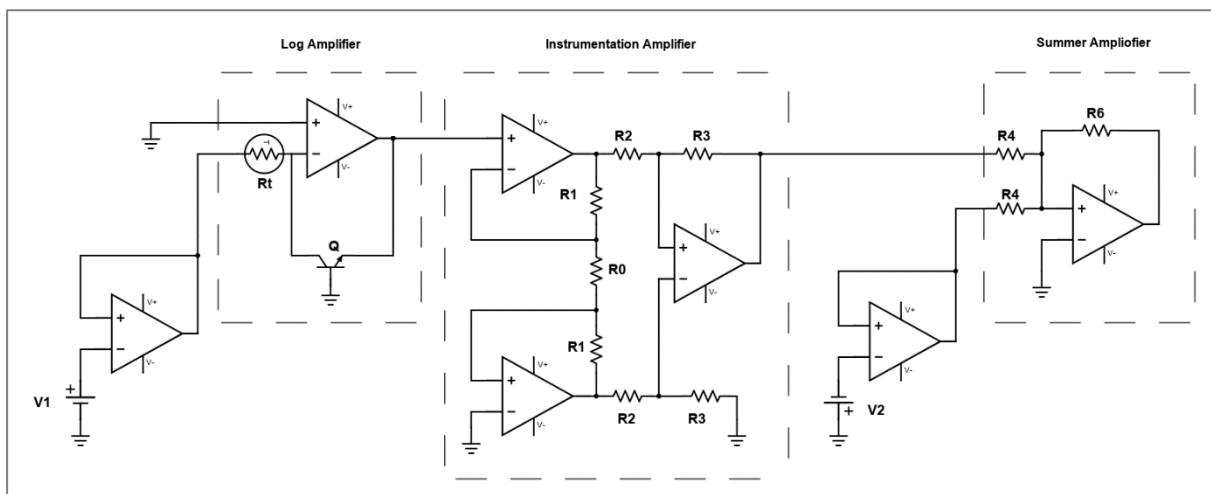 Log Amplifier
Instrumentation Amplifier
Summer Ampliofier
V+
+
−
V-
Rt
T
Q
V+
+
−
V-
V1
+
V+
+
−
V-
R1
R0
R1
V+
+
−
V-
R2
R3
V+
+
−
V-
R2
R3
R4
R4
R6
V+
+
−
V-
V+
+
−
V-
V2
+